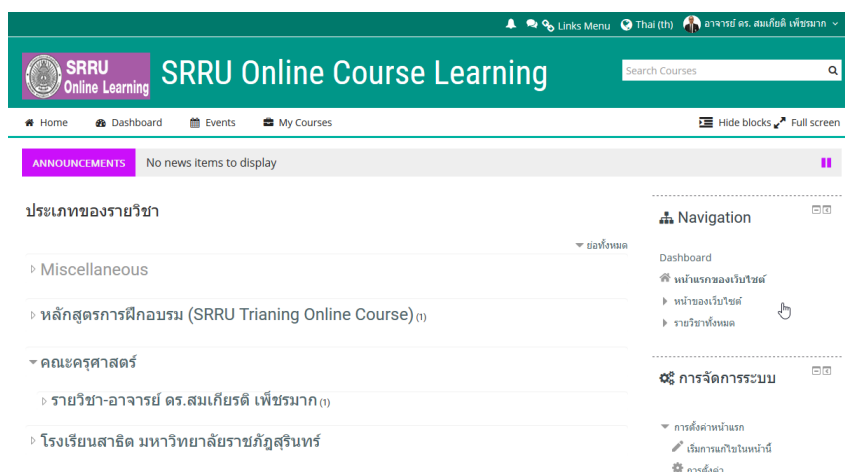 Links Menu Thai (th) อาจารย์ ดร. สมเกียติ เพ็ชรมาก
SRRU
Online Learning
SRRU Online Course Learning
Search Courses
Home Dashboard Events My Courses Hide blocks Full screen
ANNOUNCEMENTS No news items to display
ประเภทของรายวิชา
ย่อทั้งหมด
Miscellaneous
หลักสูตรการฝึกอบรม (SRRU Trianing Online Course) (1)
คณะครุศาสตร์
รายวิชา-อาจารย์ ดร.สมเกียรติ เพ็ชรมาก (1)
โรงเรียนสาธิต มหาวิทยาลัยราชภัฏสุรินทร์
Navigation
Dashboard
หน้าแรกของเว็บไซต์
หน้าของเว็บไซต์
รายวิชาทั้งหมด
การจัดการระบบ
การตั้งค่าหน้าแรก
เริ่มการแก้ไขในหน้านี้
การตั้งค่า